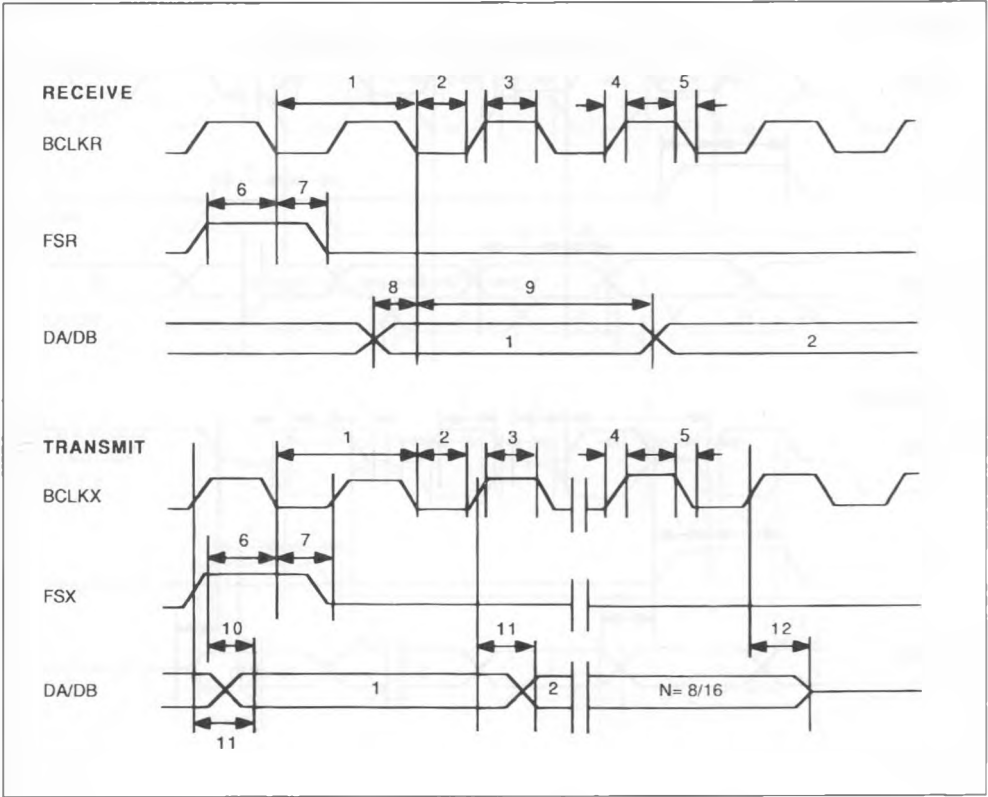 1 2 3 4 5
RECEIVE
BCLKR
6 7
FSR
8 9
DA/DB 1 2
1 2 3 4 5
TRANSMIT
BCLKX
6 7
FSX
10 11 12
DA/DB 1 2 N= 8/16
11